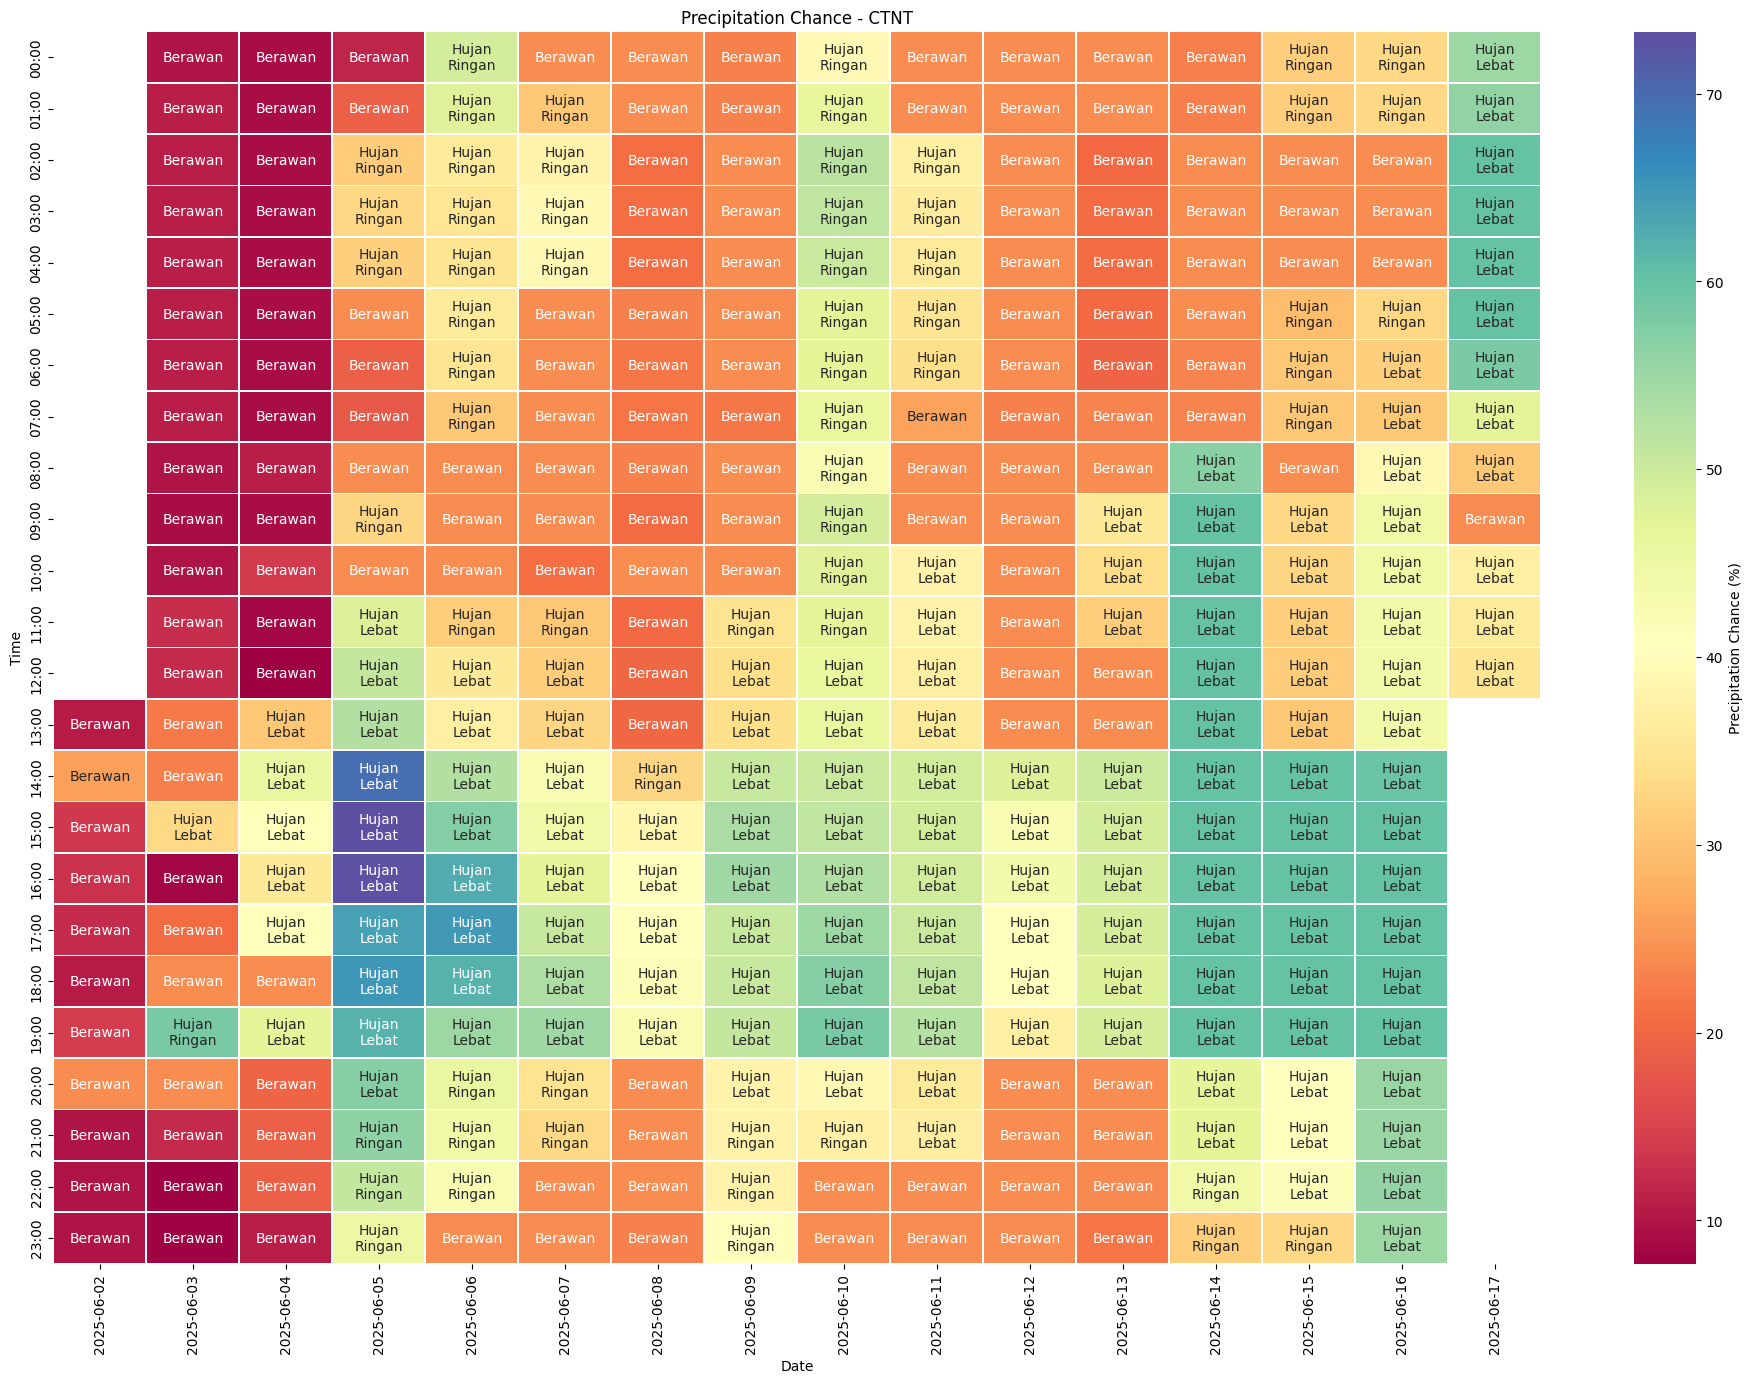 Precipitation Chance - CTNT
00:00 Berawan Berawan Berawan Hujan Ringan Berawan Berawan Berawan Hujan Ringan Berawan Berawan Berawan Berawan Hujan Ringan Hujan Ringan Hujan Lebat
01:00 Berawan Berawan Berawan Hujan Ringan Hujan Ringan Berawan Berawan Hujan Ringan Berawan Berawan Berawan Berawan Hujan Ringan Hujan Ringan Hujan Lebat
02:00 Berawan Berawan Hujan Ringan Hujan Ringan Hujan Ringan Berawan Berawan Hujan Ringan Hujan Ringan Berawan Berawan Berawan Berawan Berawan Hujan Lebat
03:00 Berawan Berawan Hujan Ringan Hujan Ringan Hujan Ringan Berawan Berawan Hujan Ringan Hujan Ringan Berawan Berawan Berawan Berawan Berawan Hujan Lebat
04:00 Berawan Berawan Hujan Ringan Hujan Ringan Hujan Ringan Berawan Berawan Hujan Ringan Hujan Ringan Berawan Berawan Berawan Berawan Berawan Hujan Lebat
05:00 Berawan Berawan Berawan Hujan Ringan Berawan Berawan Berawan Hujan Ringan Hujan Ringan Berawan Berawan Berawan Hujan Ringan Hujan Ringan Hujan Lebat
06:00 Berawan Berawan Berawan Hujan Ringan Berawan Berawan Berawan Hujan Ringan Hujan Ringan Berawan Berawan Berawan Hujan Ringan Hujan Lebat Hujan Lebat
07:00 Berawan Berawan Berawan Hujan Ringan Berawan Berawan Berawan Hujan Ringan Berawan Berawan Berawan Berawan Hujan Ringan Hujan Lebat Hujan Lebat
08:00 Berawan Berawan Berawan Berawan Berawan Berawan Berawan Hujan Ringan Berawan Berawan Berawan Hujan Lebat Berawan Hujan Lebat Hujan Lebat
09:00 Berawan Berawan Hujan Ringan Berawan Berawan Berawan Berawan Hujan Ringan Berawan Berawan Hujan Lebat Hujan Lebat Hujan Lebat Hujan Lebat Berawan
10:00 Berawan Berawan Berawan Berawan Berawan Berawan Berawan Hujan Ringan Hujan Lebat Berawan Hujan Lebat Hujan Lebat Hujan Lebat Hujan Lebat Hujan Lebat
11:00 Berawan Berawan Hujan Lebat Hujan Ringan Hujan Ringan Berawan Hujan Ringan Hujan Ringan Hujan Lebat Berawan Hujan Lebat Hujan Lebat Hujan Lebat Hujan Lebat Hujan Lebat
12:00 Berawan Berawan Hujan Lebat Hujan Lebat Hujan Lebat Berawan Hujan Lebat Hujan Lebat Hujan Lebat Berawan Berawan Hujan Lebat Hujan Lebat Hujan Lebat Hujan Lebat
13:00 Berawan Berawan Hujan Lebat Hujan Lebat Hujan Lebat Hujan Lebat Berawan Hujan Lebat Hujan Lebat Hujan Lebat Berawan Berawan Hujan Lebat Hujan Lebat Hujan Lebat
14:00 Berawan Berawan Hujan Lebat Hujan Lebat Hujan Lebat Hujan Lebat Hujan Ringan Hujan Lebat Hujan Lebat Hujan Lebat Hujan Lebat Hujan Lebat Hujan Lebat Hujan Lebat Hujan Lebat
15:00 Berawan Hujan Lebat Hujan Lebat Hujan Lebat Hujan Lebat Hujan Lebat Hujan Lebat Hujan Lebat Hujan Lebat Hujan Lebat Hujan Lebat Hujan Lebat Hujan Lebat Hujan Lebat Hujan Lebat
16:00 Berawan Berawan Hujan Lebat Hujan Lebat Hujan Lebat Hujan Lebat Hujan Lebat Hujan Lebat Hujan Lebat Hujan Lebat Hujan Lebat Hujan Lebat Hujan Lebat Hujan Lebat Hujan Lebat
17:00 Berawan Berawan Hujan Lebat Hujan Lebat Hujan Lebat Hujan Lebat Hujan Lebat Hujan Lebat Hujan Lebat Hujan Lebat Hujan Lebat Hujan Lebat Hujan Lebat Hujan Lebat Hujan Lebat
18:00 Berawan Berawan Berawan Hujan Lebat Hujan Lebat Hujan Lebat Hujan Lebat Hujan Lebat Hujan Lebat Hujan Lebat Hujan Lebat Hujan Lebat Hujan Lebat Hujan Lebat Hujan Lebat
19:00 Berawan Hujan Ringan Hujan Lebat Hujan Lebat Hujan Lebat Hujan Lebat Hujan Lebat Hujan Lebat Hujan Lebat Hujan Lebat Hujan Lebat Hujan Lebat Hujan Lebat Hujan Lebat Hujan Lebat
20:00 Berawan Berawan Berawan Hujan Lebat Hujan Ringan Hujan Ringan Berawan Hujan Lebat Hujan Lebat Hujan Lebat Berawan Berawan Hujan Lebat Hujan Lebat Hujan Lebat
21:00 Berawan Berawan Berawan Hujan Ringan Hujan Ringan Hujan Ringan Berawan Hujan Ringan Hujan Ringan Hujan Lebat Berawan Berawan Hujan Lebat Hujan Lebat Hujan Lebat
22:00 Berawan Berawan Berawan Hujan Ringan Hujan Ringan Berawan Berawan Hujan Ringan Berawan Berawan Berawan Berawan Hujan Ringan Hujan Lebat Hujan Lebat
23:00 Berawan Berawan Berawan Hujan Ringan Berawan Berawan Berawan Hujan Ringan Berawan Berawan Berawan Berawan Hujan Ringan Hujan Ringan Hujan Lebat
Time
2025-06-02 2025-06-03 2025-06-04 2025-06-05 2025-06-06 2025-06-07 2025-06-08 2025-06-09 2025-06-10 2025-06-11 2025-06-12 2025-06-13 2025-06-14 2025-06-15 2025-06-16 2025-06-17
Date
70
60
50
40
30
20
10
Precipitation Chance (%)